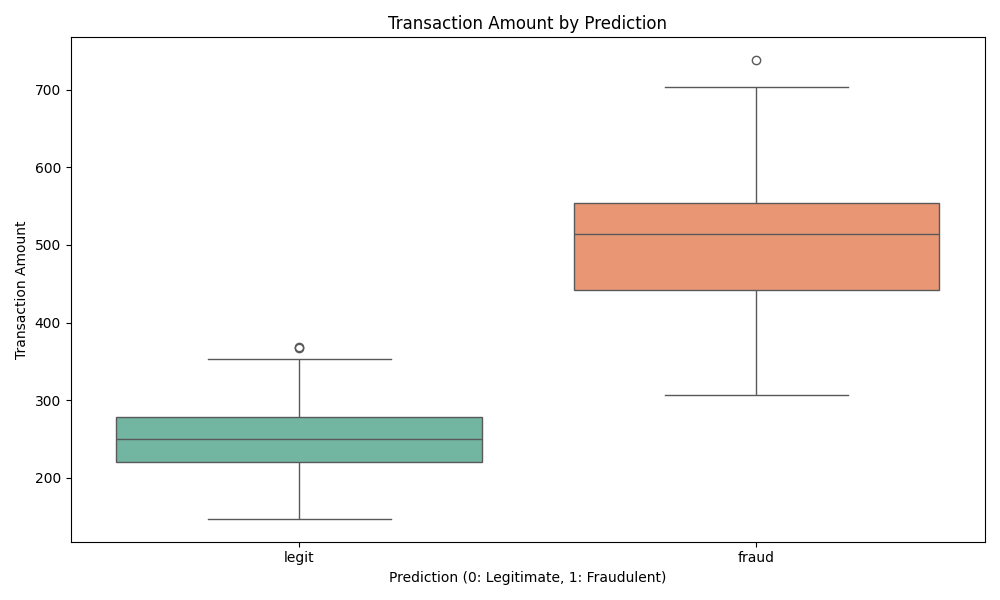 Transaction Amount by Prediction
Transaction Amount
700
600
500
400
300
200
legit
fraud
Prediction (0: Legitimate, 1: Fraudulent)